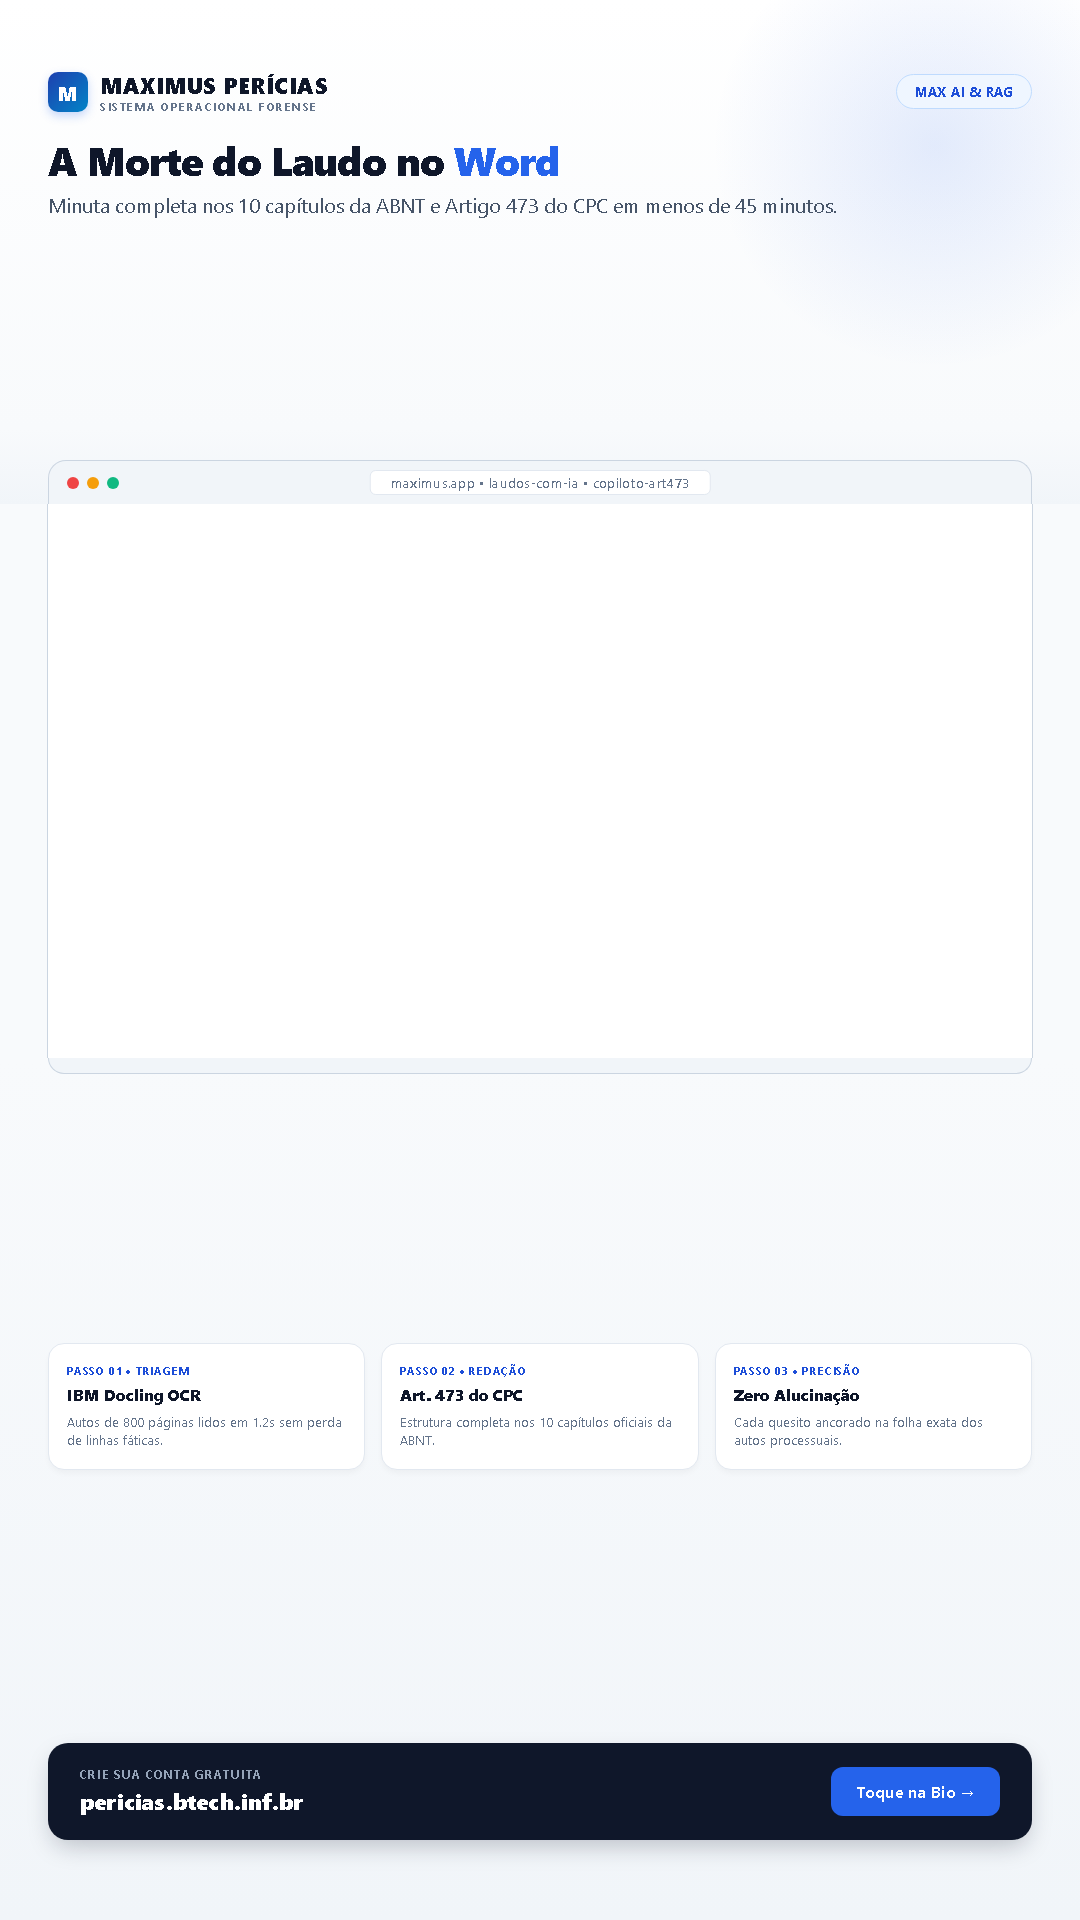 M
MAXIMUS PERÍCIAS
SISTEMA OPERACIONAL FORENSE
MAX AI & RAG
A Morte do Laudo no Word
Minuta completa nos 10 capítulos da ABNT e Artigo 473 do CPC em menos de 45 minutos.
maximus.app • laudos-com-ia • copiloto-art473
PASSO 01 • TRIAGEM
IBM Docling OCR
Autos de 800 páginas lidos em 1.2s sem perda
de linhas fáticas.
PASSO 02 • REDAÇÃO
Art. 473 do CPC
Estrutura completa nos 10 capítulos oficiais da
ABNT.
PASSO 03 • PRECISÃO
Zero Alucinação
Cada quesito ancorado na folha exata dos
autos processuais.
CRIE SUA CONTA GRATUITA
pericias.btech.inf.br
Toque na Bio →